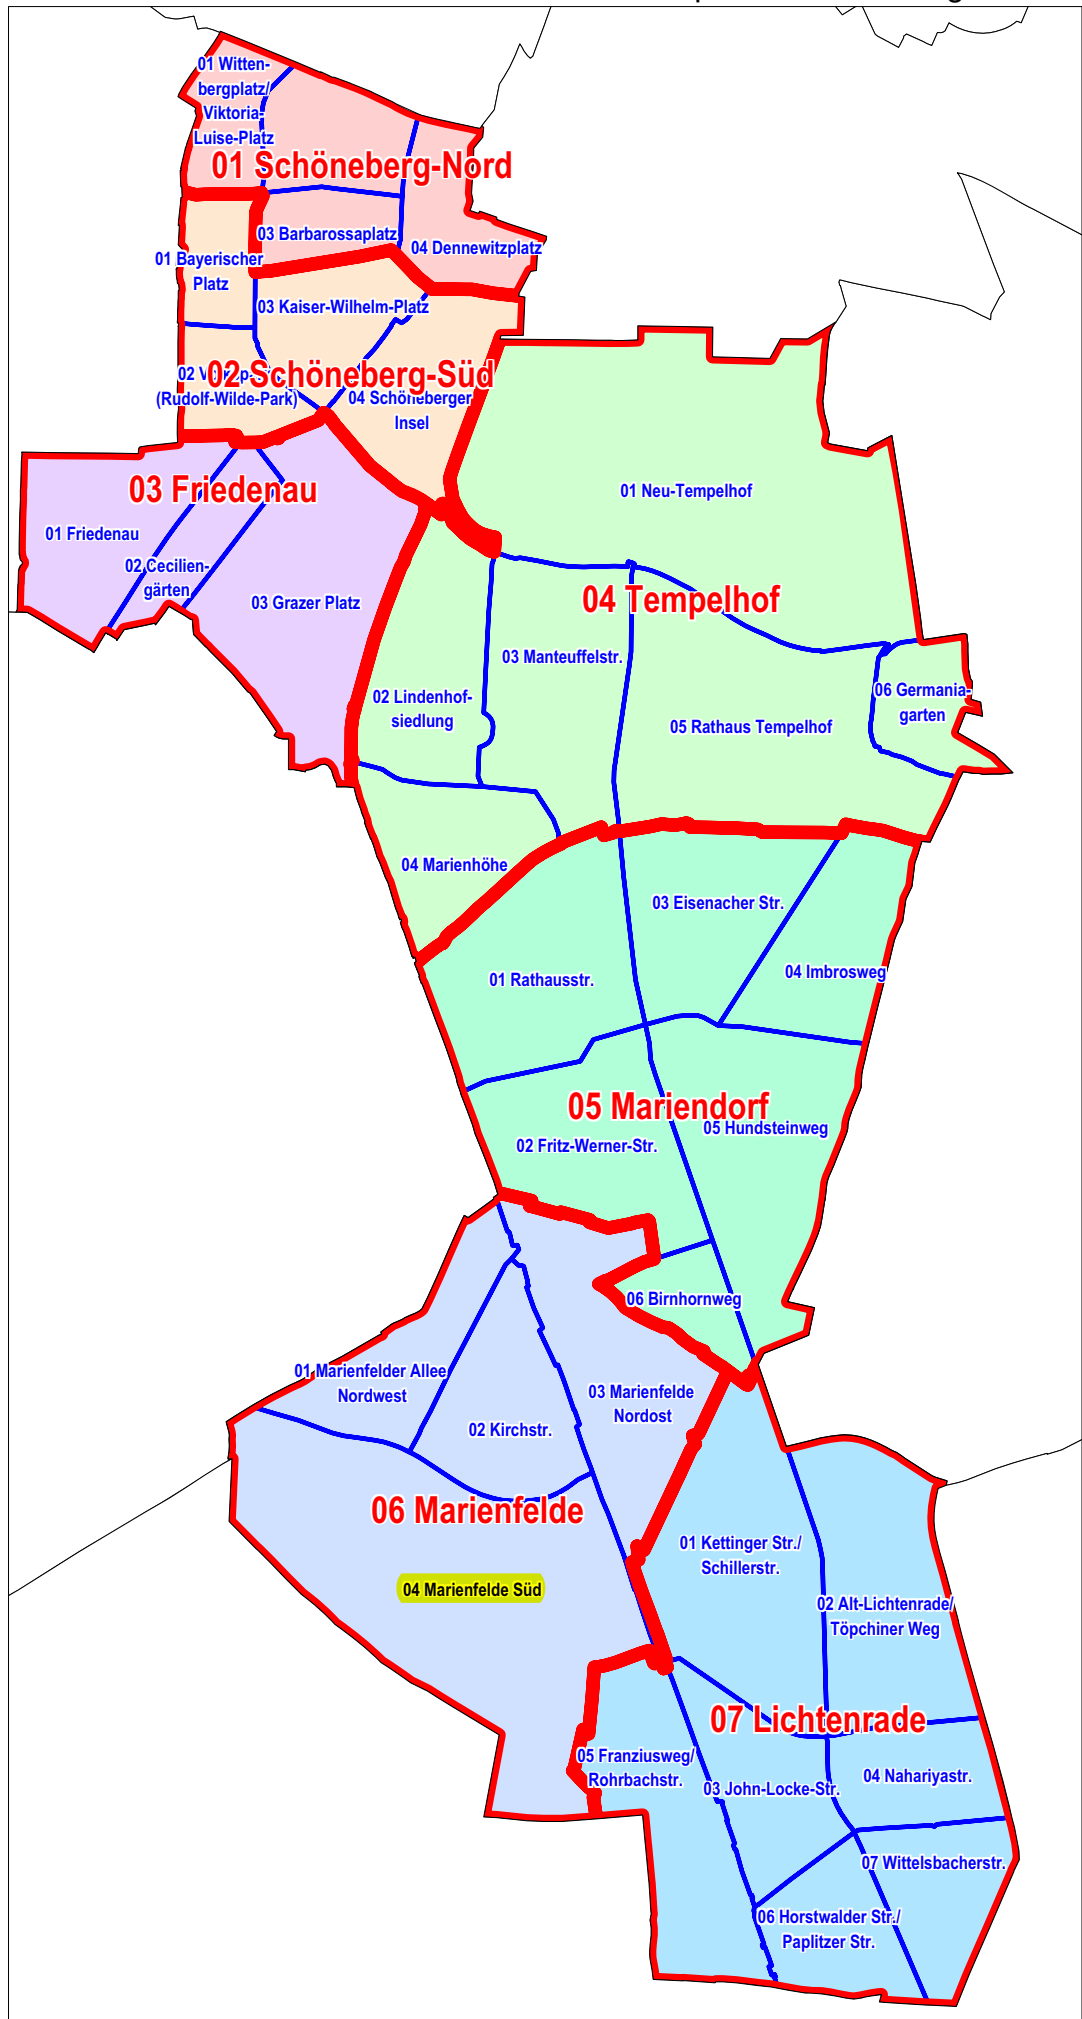 01 Witten-
bergplatz/
Viktoria-
Luise-Platz
01 Schöneberg-Nord
03 Barbarossaplatz
04 Dennewitzplatz
01 Bayerischer
Platz
03 Kaiser-Wilhelm-Platz
02 Schöneberg-Süd
02
(Rudolf-Wilde-Park)
04 Schöneberger
Insel
03 Friedenau
01 Friedenau
02 Cecilien-
gärten
03 Grazer Platz
01 Neu-Tempelhof
04 Tempelhof
03 Manteuffelstr.
02 Lindenhof-
siedlung
05 Rathaus Tempelhof
06 Germania-
garten
04 Marienhöhe
03 Eisenacher Str.
01 Rathausstr.
04 Imbrosweg
05 Mariendorf
05 Hundsteinweg
02 Fritz-Werner-Str.
06 Birnhornweg
01 Marienfelder Allee
Nordwest
03 Marienfelde
Nordost
02 Kirchstr.
06 Marienfelde
04 Marienfelde Süd
01 Kettinger Str./
Schillerstr.
02 Alt-Lichtenrade/
Töpchiner Weg
07 Lichtenrade
05 Franziusweg/
Rohrbachstr.
03 John-Locke-Str.
04 Nahariyastr.
07 Wittelsbacherstr.
06 Horstwalder Str./
Paplitzer Str.